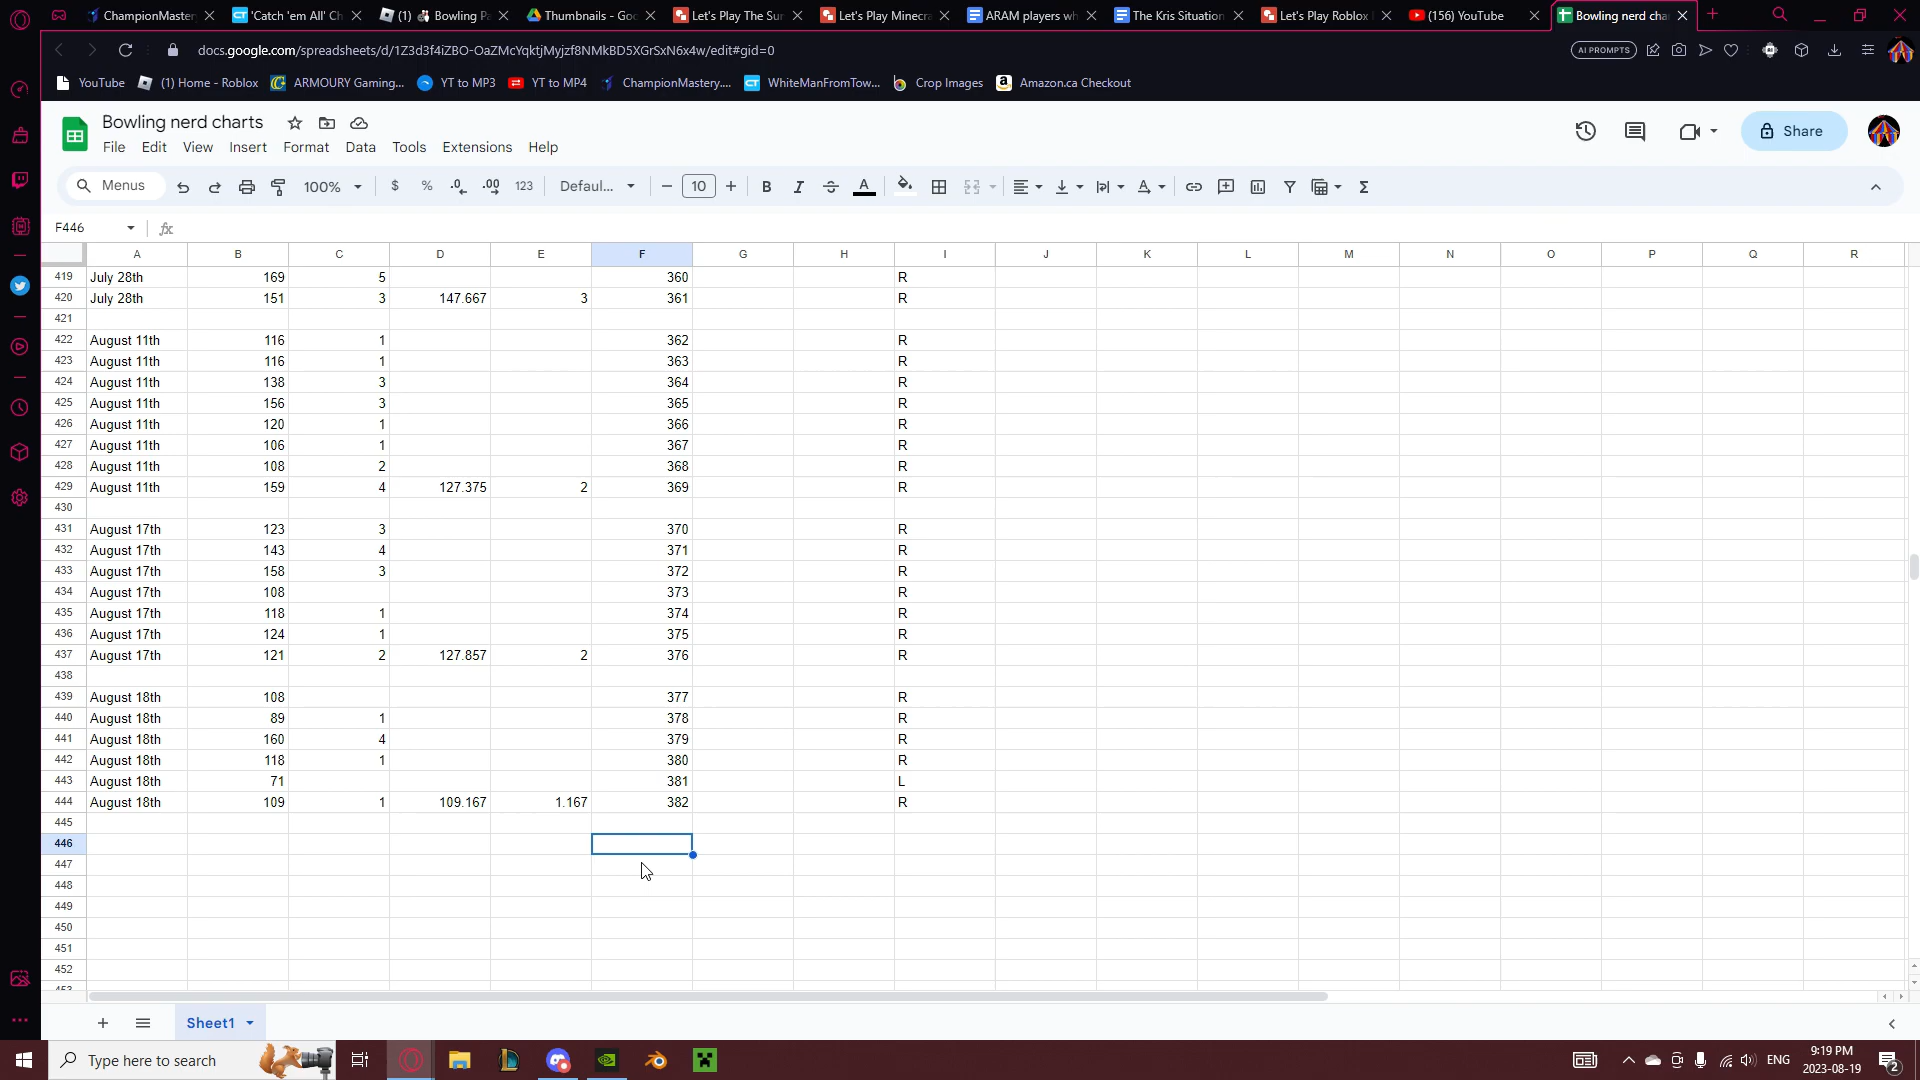 ChampionMaster
'Catch 'em All' Ch
(1) Bowling Pa
Thumbnails - Goo
Let's Play The Sur
Let's Play Minecra
ARAM players wh
The Kris Situation
Let's Play Roblox
(156) YouTube
Bowling nerd cha
docs.google.com/spreadsheets/d/1Z3d3f4iZBO-OaZMcYqktjMyjzf8NMkBD5XGrSxN6x4w/edit#gid=0
AI PROMPTS
YouTube (1) Home - Roblox ARMOURY Gaming... YT to MP3 YT to MP4 ChampionMastery.... WhiteManFromTow... Crop Images Amazon.ca Checkout
Bowling nerd charts
Share
File Edit View Insert Format Data Tools Extensions Help
Menus 100% $ % .0 .00 123 Defaul... 10 B I A
F446 fx
A B C D E F G H I J K L M N O P Q R
419 July 28th 169 5 360 R
420 July 28th 151 3 147.667 3 361 R
421
422 August 11th 116 1 362 R
423 August 11th 116 1 363 R
424 August 11th 138 3 364 R
425 August 11th 156 3 365 R
426 August 11th 120 1 366 R
427 August 11th 106 1 367 R
428 August 11th 108 2 368 R
429 August 11th 159 4 127.375 2 369 R
430
431 August 17th 123 3 370 R
432 August 17th 143 4 371 R
433 August 17th 158 3 372 R
434 August 17th 108 373 R
435 August 17th 118 1 374 R
436 August 17th 124 1 375 R
437 August 17th 121 2 127.857 2 376 R
438
439 August 18th 108 377 R
440 August 18th 89 1 378 R
441 August 18th 160 4 379 R
442 August 18th 118 1 380 R
443 August 18th 71 381 L
444 August 18th 109 1 109.167 1.167 382 R
445
446
447
448
449
450
451
452
453
Sheet1
Type here to search
ENG
9:19 PM
2023-08-19
2